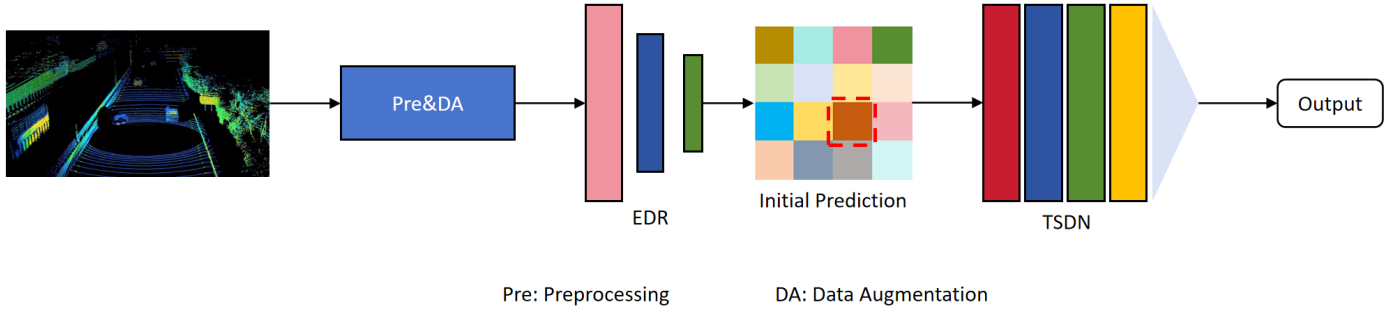 Pre&DA
EDR
Initial Prediction
TSDN
Output
Pre: Preprocessing
DA: Data Augmentation